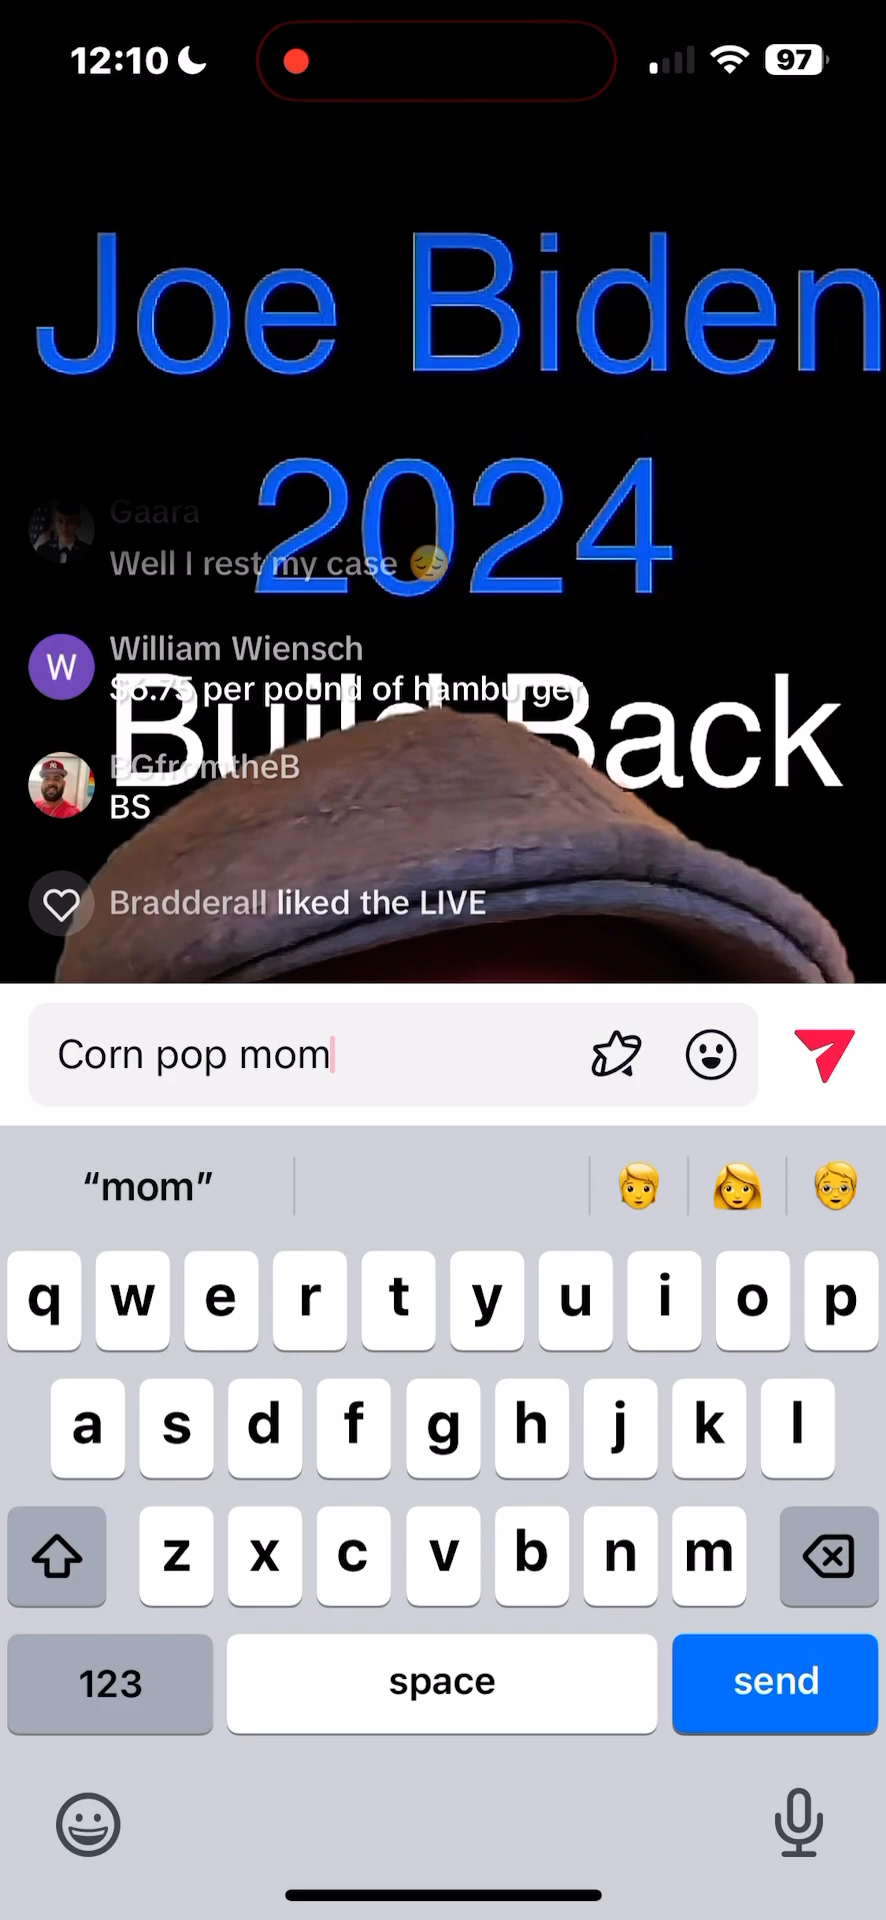 12:10
97
Joe Biden
2024
Gaara
Well I rest my case 😔
William Wiensch
$6.75 per pound of hamburger
Build Back
BGfromtheB
BS
Bradderall liked the LIVE
Corn pop mom
“mom”
q w e r t y u i o p
a s d f g h j k l
z x c v b n m
123 space send
W